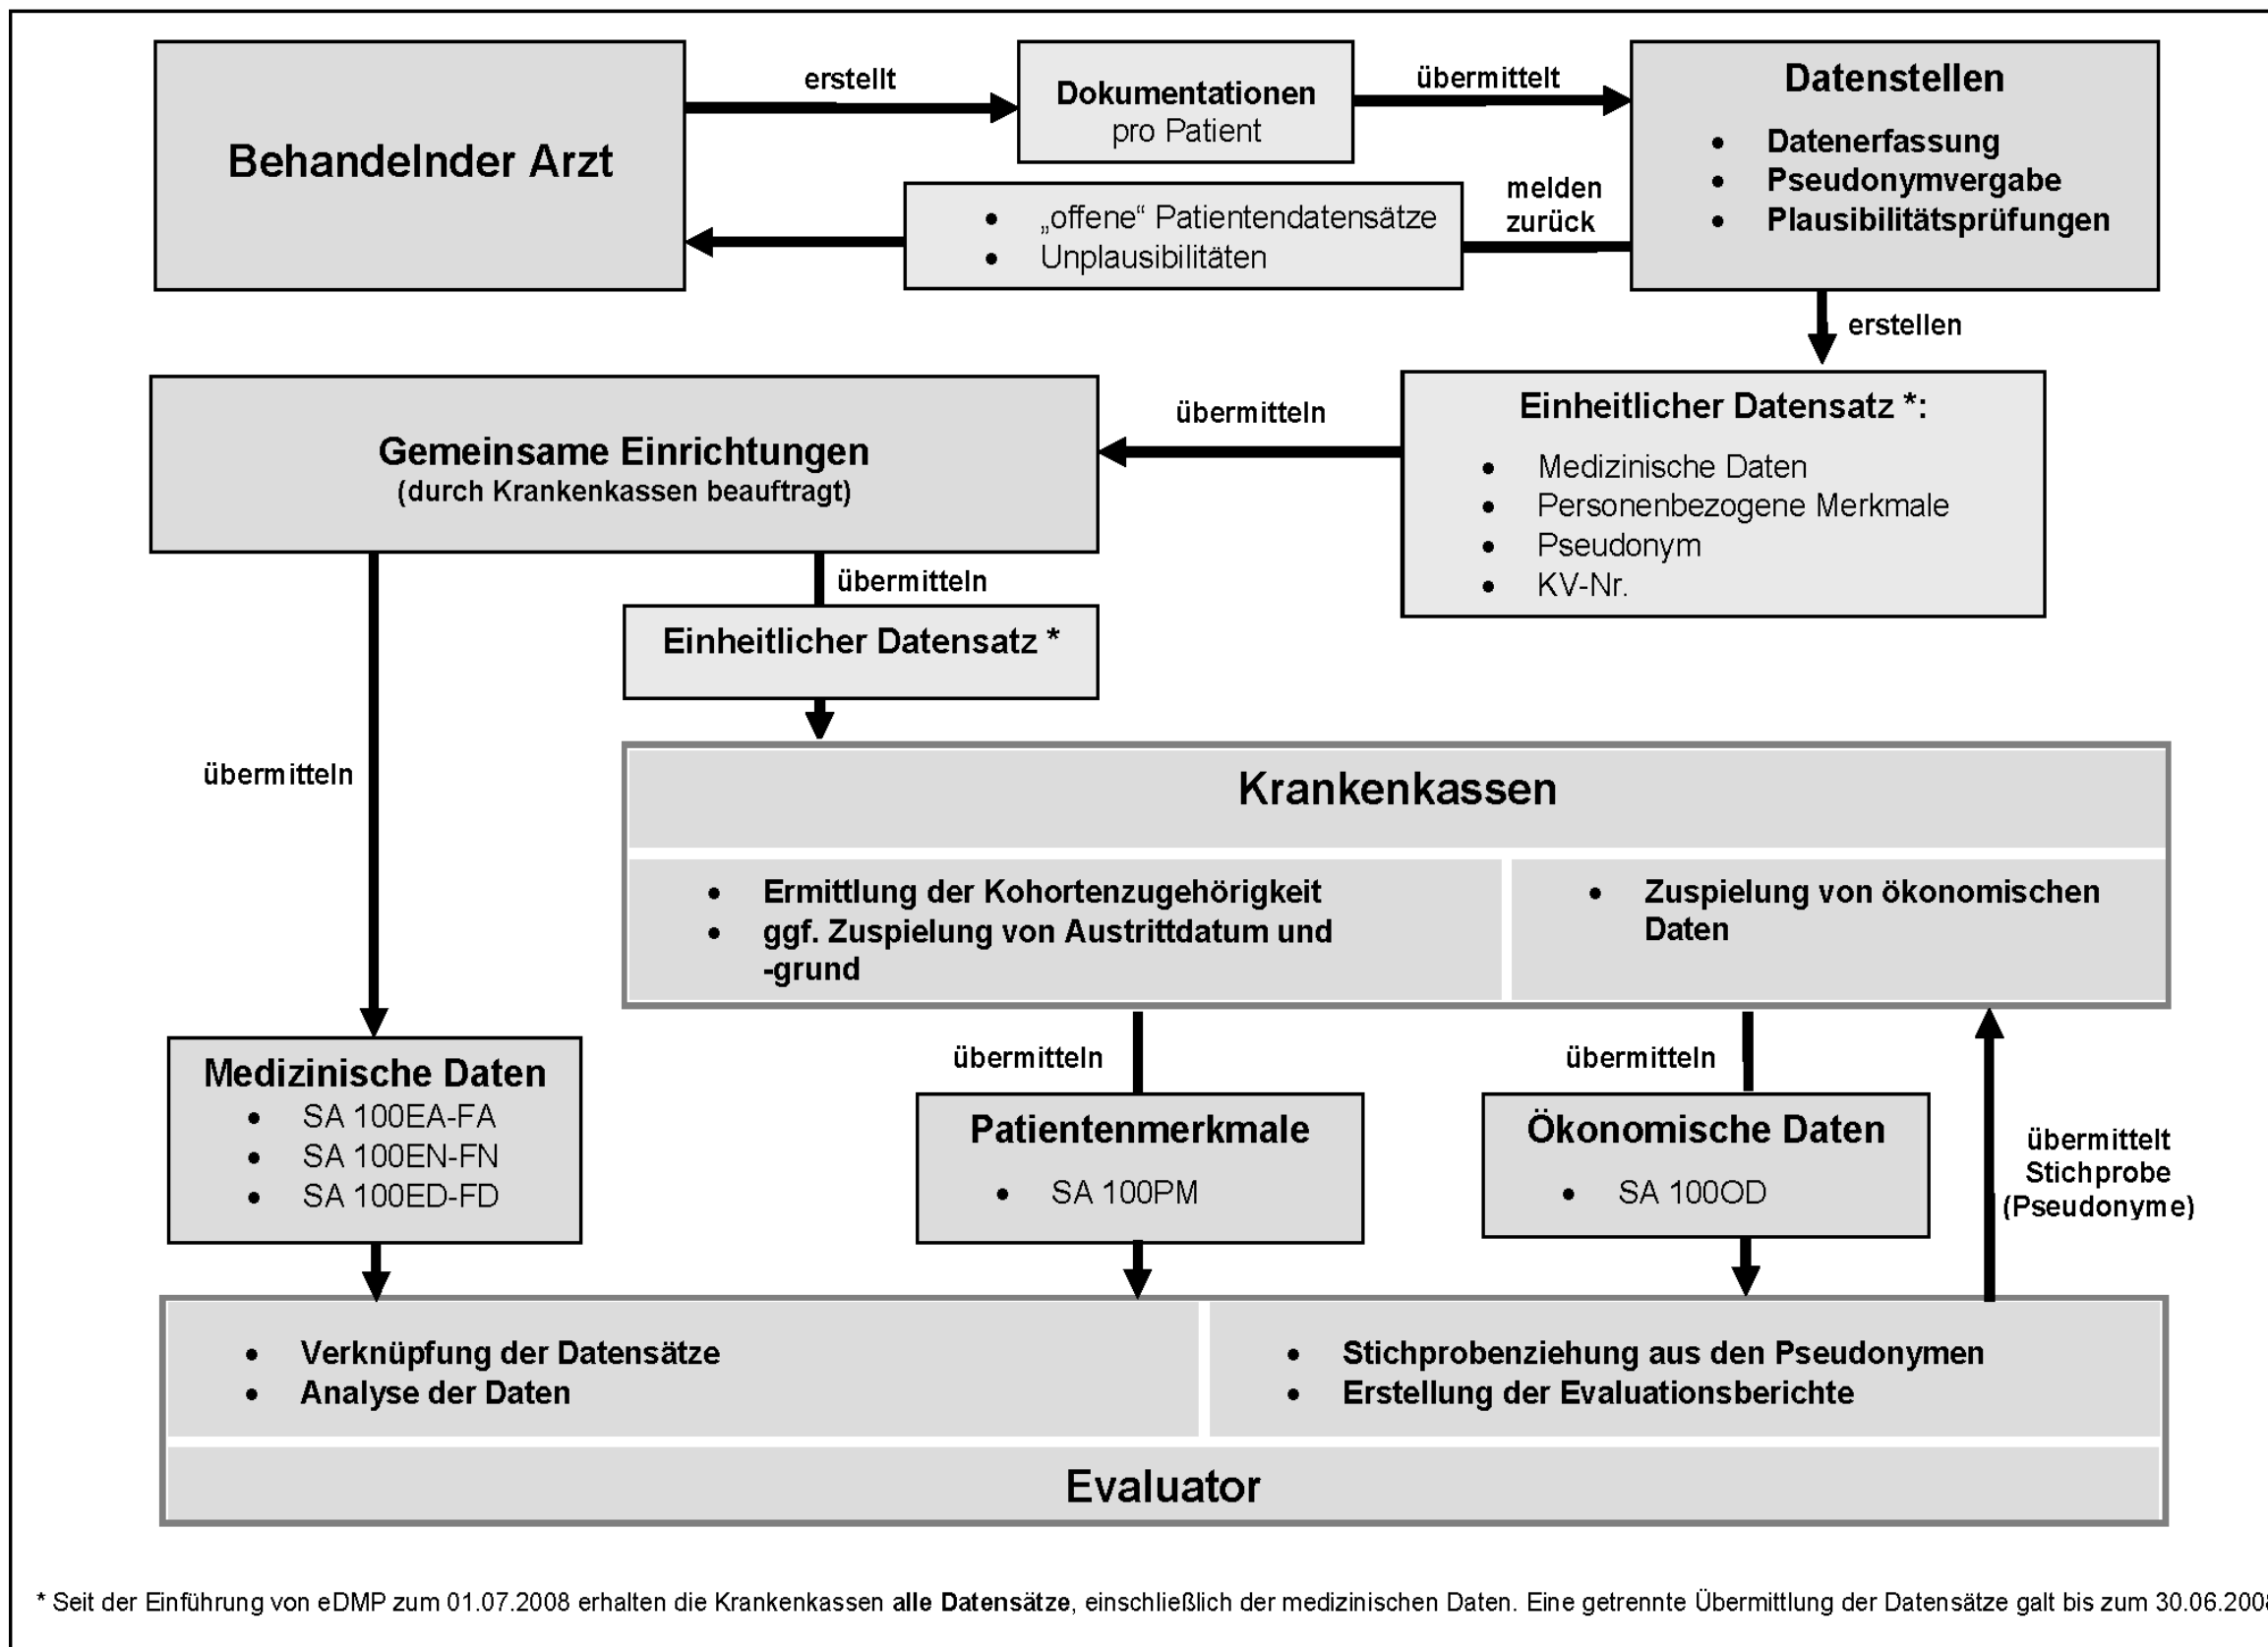 Behandelnder Arzt
erstellt
Dokumentationen
pro Patient
übermittelt
Datenstellen
• Datenerfassung
• Pseudonymvergabe
• Plausibilitätsprüfungen
melden
zurück
• „offene“ Patientendatensätze
• Unplausibilitäten
erstellen
Einheitlicher Datensatz *:
• Medizinische Daten
• Personenbezogene Merkmale
• Pseudonym
• KV-Nr.
übermitteln
Gemeinsame Einrichtungen
(durch Krankenkassen beauftragt)
übermitteln
Einheitlicher Datensatz *
übermitteln
Krankenkassen
• Ermittlung der Kohortenzugehörigkeit
• ggf. Zuspielung von Austrittdatum und
-grund
• Zuspielung von ökonomischen
Daten
übermitteln
übermitteln
Medizinische Daten
• SA 100EA-FA
• SA 100EN-FN
• SA 100ED-FD
Patientenmerkmale
• SA 100PM
Ökonomische Daten
• SA 100OD
übermittelt
Stichprobe
(Pseudonyme)
• Verknüpfung der Datensätze
• Analyse der Daten
• Stichprobenziehung aus den Pseudonymen
• Erstellung der Evaluationsberichte
Evaluator
* Seit der Einführung von eDMP zum 01.07.2008 erhalten die Krankenkassen alle Datensätze, einschließlich der medizinischen Daten. Eine getrennte Übermittlung der Datensätze galt bis zum 30.06.2008